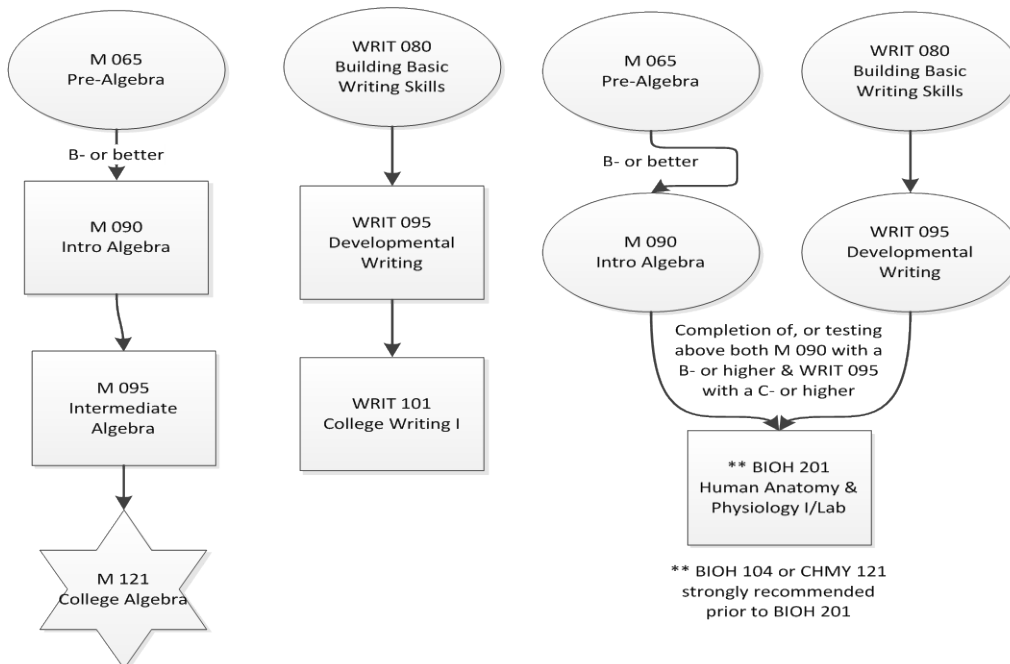 M 065
Pre-Algebra
B- or better
M 090
Intro Algebra
M 095
Intermediate
Algebra
M 121
College Algebra
WRIT 080
Building Basic
Writing Skills
WRIT 095
Developmental
Writing
WRIT 101
College Writing I
M 065
Pre-Algebra
B- or better
M 090
Intro Algebra
WRIT 080
Building Basic
Writing Skills
WRIT 095
Developmental
Writing
Completion of, or testing
above both M 090 with a
B- or higher & WRIT 095
with a C- or higher
** BIOH 201
Human Anatomy &
Physiology I/Lab
** BIOH 104 or CHMY 121
strongly recommended
prior to BIOH 201